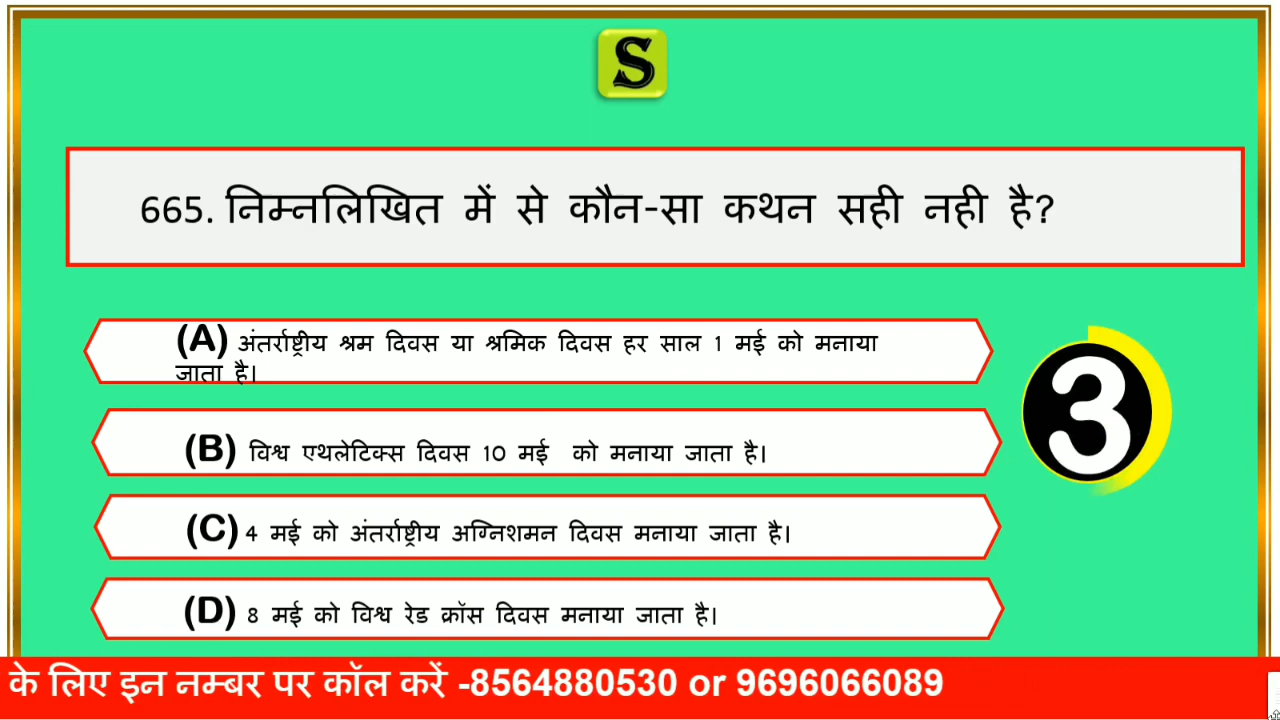 S
665. निम्नलिखित में से कौन-सा कथन सही नही है?
(A) अंतर्राष्ट्रीय श्रम दिवस या श्रमिक दिवस हर साल 1 मई को मनाया
जाता है।
(B) विश्व एथलेटिक्स दिवस 10 मई को मनाया जाता है।
3
(C) 4 मई को अंतर्राष्ट्रीय अग्निशमन दिवस मनाया जाता है।
(D) 8 मई को विश्व रेड क्रॉस दिवस मनाया जाता है।
के लिए इन नम्बर पर कॉल करें -8564880530 or 9696066089